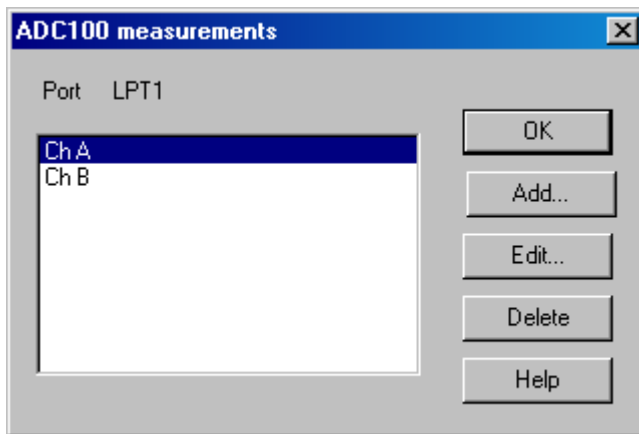 ADC100 measurements
Port LPT1
Ch A
Ch B
OK
Add...
Edit...
Delete
Help